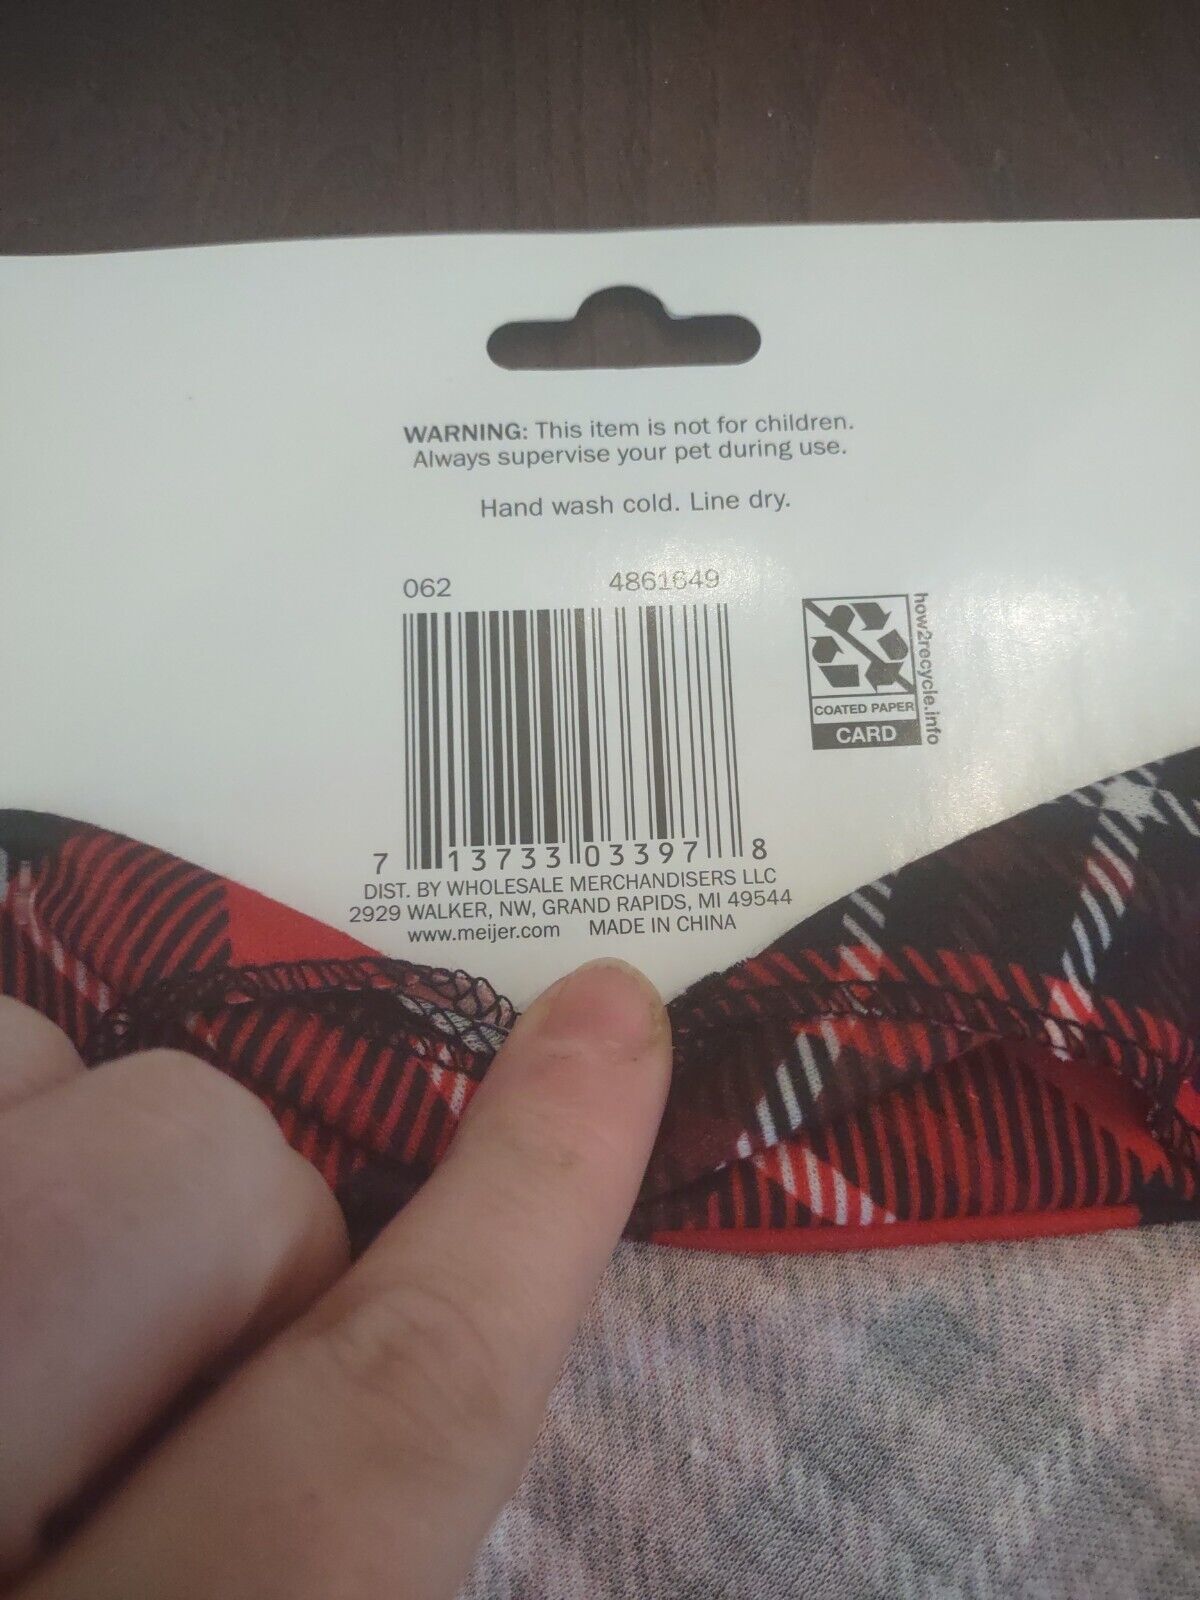 WARNING: This item is not for children.
Always supervise your pet during use.
Hand wash cold. Line dry.
062 4861649
7 13733 03397 8
DIST. BY WHOLESALE MERCHANDISERS LLC
2929 WALKER, NW, GRAND RAPIDS, MI 49544
www.meijer.com MADE IN CHINA
COATED PAPER
CARD
how2recycle.info